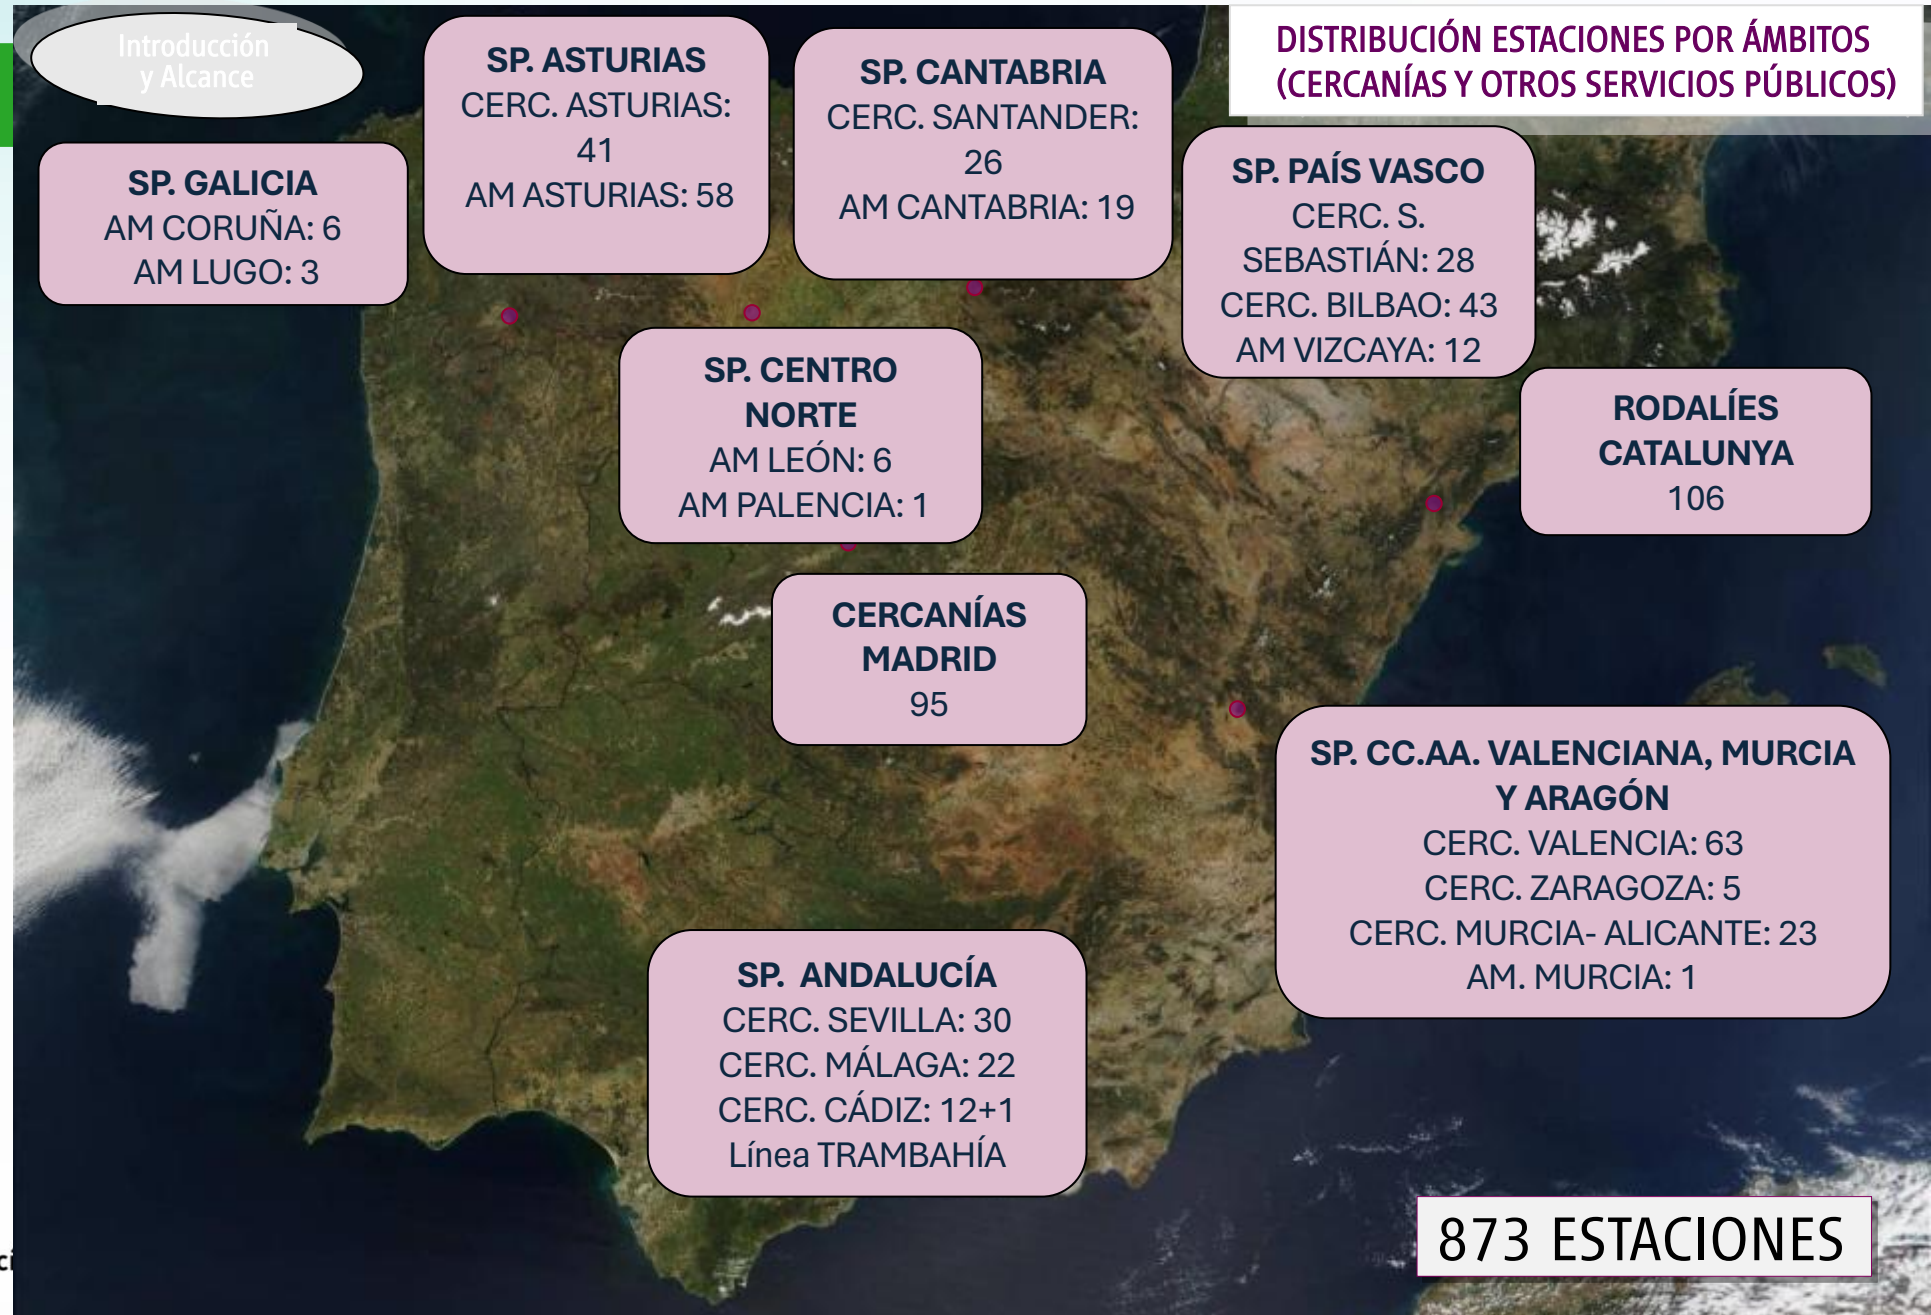 Introducción
y Alcance
DISTRIBUCIÓN ESTACIONES POR ÁMBITOS
(CERCANÍAS Y OTROS SERVICIOS PÚBLICOS)
SP. GALICIA
AM CORUÑA: 6
AM LUGO: 3
SP. ASTURIAS
CERC. ASTURIAS:
41
AM ASTURIAS: 58
SP. CANTABRIA
CERC. SANTANDER:
26
AM CANTABRIA: 19
SP. PAÍS VASCO
CERC. S.
SEBASTIÁN: 28
CERC. BILBAO: 43
AM VIZCAYA: 12
SP. CENTRO
NORTE
AM LEÓN: 6
AM PALENCIA: 1
RODALÍES
CATALUNYA
106
CERCANÍAS
MADRID
95
SP. CC.AA. VALENCIANA, MURCIA
Y ARAGÓN
CERC. VALENCIA: 63
CERC. ZARAGOZA: 5
CERC. MURCIA- ALICANTE: 23
AM. MURCIA: 1
SP. ANDALUCÍA
CERC. SEVILLA: 30
CERC. MÁLAGA: 22
CERC. CÁDIZ: 12+1
Línea TRAMBAHÍA
873 ESTACIONES